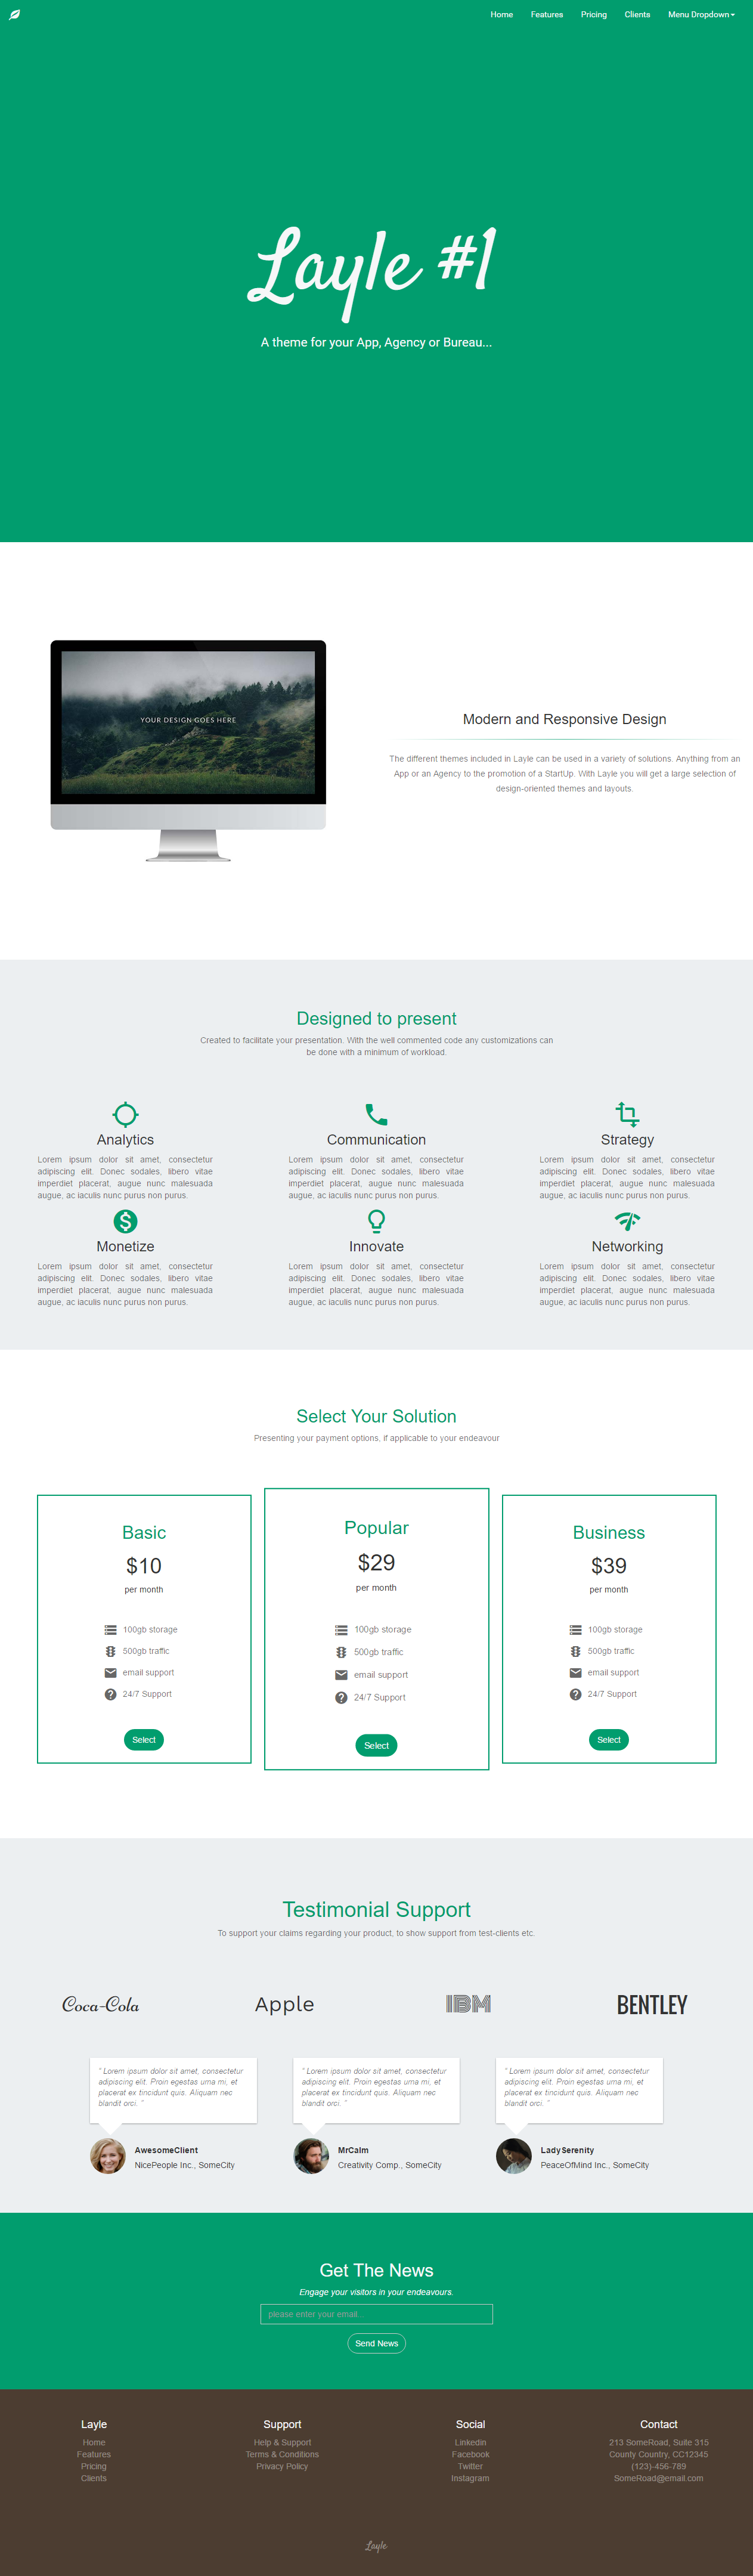 Home Features Pricing Clients Menu Dropdown
Layle #1
A theme for your App, Agency or Bureau...
YOUR DESIGN GOES HERE
Modern and Responsive Design
The different themes included in Layle can be used in a variety of solutions. Anything from an
App or an Agency to the promotion of a StartUp. With Layle you will get a large selection of
design-oriented themes and layouts.
Designed to present
Created to facilitate your presentation. With the well commented code any customizations can
be done with a minimum of workload.
Analytics
Lorem ipsum dolor sit amet, consectetur
adipiscing elit. Donec sodales, libero vitae
imperdiet placerat, augue nunc malesuada
augue, ac iaculis nunc purus non purus.
Communication
Lorem ipsum dolor sit amet, consectetur
adipiscing elit. Donec sodales, libero vitae
imperdiet placerat, augue nunc malesuada
augue, ac iaculis nunc purus non purus.
Strategy
Lorem ipsum dolor sit amet, consectetur
adipiscing elit. Donec sodales, libero vitae
imperdiet placerat, augue nunc malesuada
augue, ac iaculis nunc purus non purus.
Monetize
Lorem ipsum dolor sit amet, consectetur
adipiscing elit. Donec sodales, libero vitae
imperdiet placerat, augue nunc malesuada
augue, ac iaculis nunc purus non purus.
Innovate
Lorem ipsum dolor sit amet, consectetur
adipiscing elit. Donec sodales, libero vitae
imperdiet placerat, augue nunc malesuada
augue, ac iaculis nunc purus non purus.
Networking
Lorem ipsum dolor sit amet, consectetur
adipiscing elit. Donec sodales, libero vitae
imperdiet placerat, augue nunc malesuada
augue, ac iaculis nunc purus non purus.
Select Your Solution
Presenting your payment options, if applicable to your endeavour
Basic
$10
per month
100gb storage
500gb traffic
email support
24/7 Support
Select
Popular
$29
per month
100gb storage
500gb traffic
email support
24/7 Support
Select
Business
$39
per month
100gb storage
500gb traffic
email support
24/7 Support
Select
Testimonial Support
To support your claims regarding your product, to show support from test-clients etc.
Coca-Cola Apple IBM BENTLEY
" Lorem ipsum dolor sit amet, consectetur
adipiscing elit. Proin egestas urna mi, et
placerat ex tincidunt quis. Aliquam nec
blandit orci. "
AwesomeClient
NicePeople Inc., SomeCity
" Lorem ipsum dolor sit amet, consectetur
adipiscing elit. Proin egestas urna mi, et
placerat ex tincidunt quis. Aliquam nec
blandit orci. "
MrCalm
Creativity Comp., SomeCity
" Lorem ipsum dolor sit amet, consectetur
adipiscing elit. Proin egestas urna mi, et
placerat ex tincidunt quis. Aliquam nec
blandit orci. "
LadySerenity
PeaceOfMind Inc., SomeCity
Get The News
Engage your visitors in your endeavours.
please enter your email...
Send News
Layle
Home
Features
Pricing
Clients
Support
Help & Support
Terms & Conditions
Privacy Policy
Social
Linkedin
Facebook
Twitter
Instagram
Contact
213 SomeRoad, Suite 315
County Country, CC12345
(123)-456-789
SomeRoad@email.com
Layle